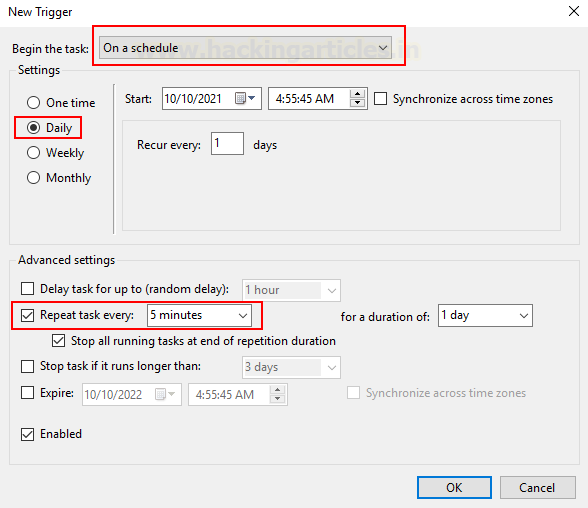 New Trigger
www.hackingarticles.in
Begin the task: On a schedule
Settings
One time
Daily
Weekly
Monthly
Start: 10/10/2021 4:55:45 AM Synchronize across time zones
Recur every: 1 days
Advanced settings
Delay task for up to (random delay): 1 hour
Repeat task every: 5 minutes for a duration of: 1 day
Stop all running tasks at end of repetition duration
Stop task if it runs longer than: 3 days
Expire: 10/10/2022 4:55:45 AM Synchronize across time zones
Enabled
OK Cancel